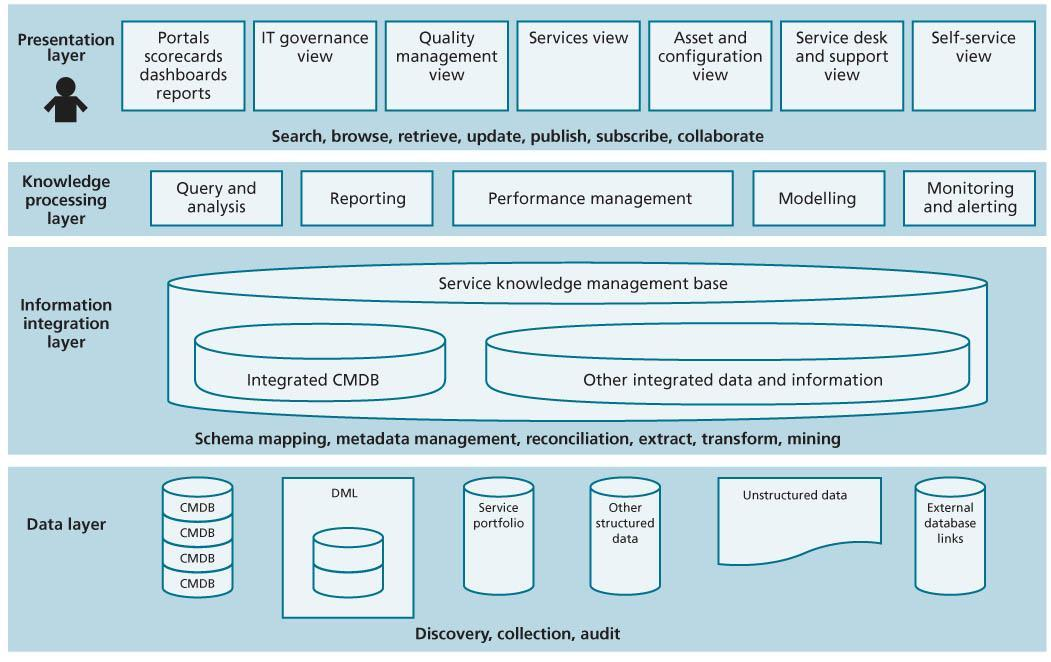 Presentation
layer
Portals
scorecards
dashboards
reports
IT governance
view
Quality
management
view
Services view
Asset and
configuration
view
Service desk
and support
view
Self-service
view
Search, browse, retrieve, update, publish, subscribe, collaborate
Knowledge
processing
layer
Query and
analysis
Reporting
Performance management
Modelling
Monitoring
and alerting
Information
integration
layer
Service knowledge management base
Integrated CMDB
Other integrated data and information
Schema mapping, metadata management, reconciliation, extract, transform, mining
Data layer
CMDB
CMDB
CMDB
CMDB
DML
Service
portfolio
Other
structured
data
Unstructured data
External
database
links
Discovery, collection, audit